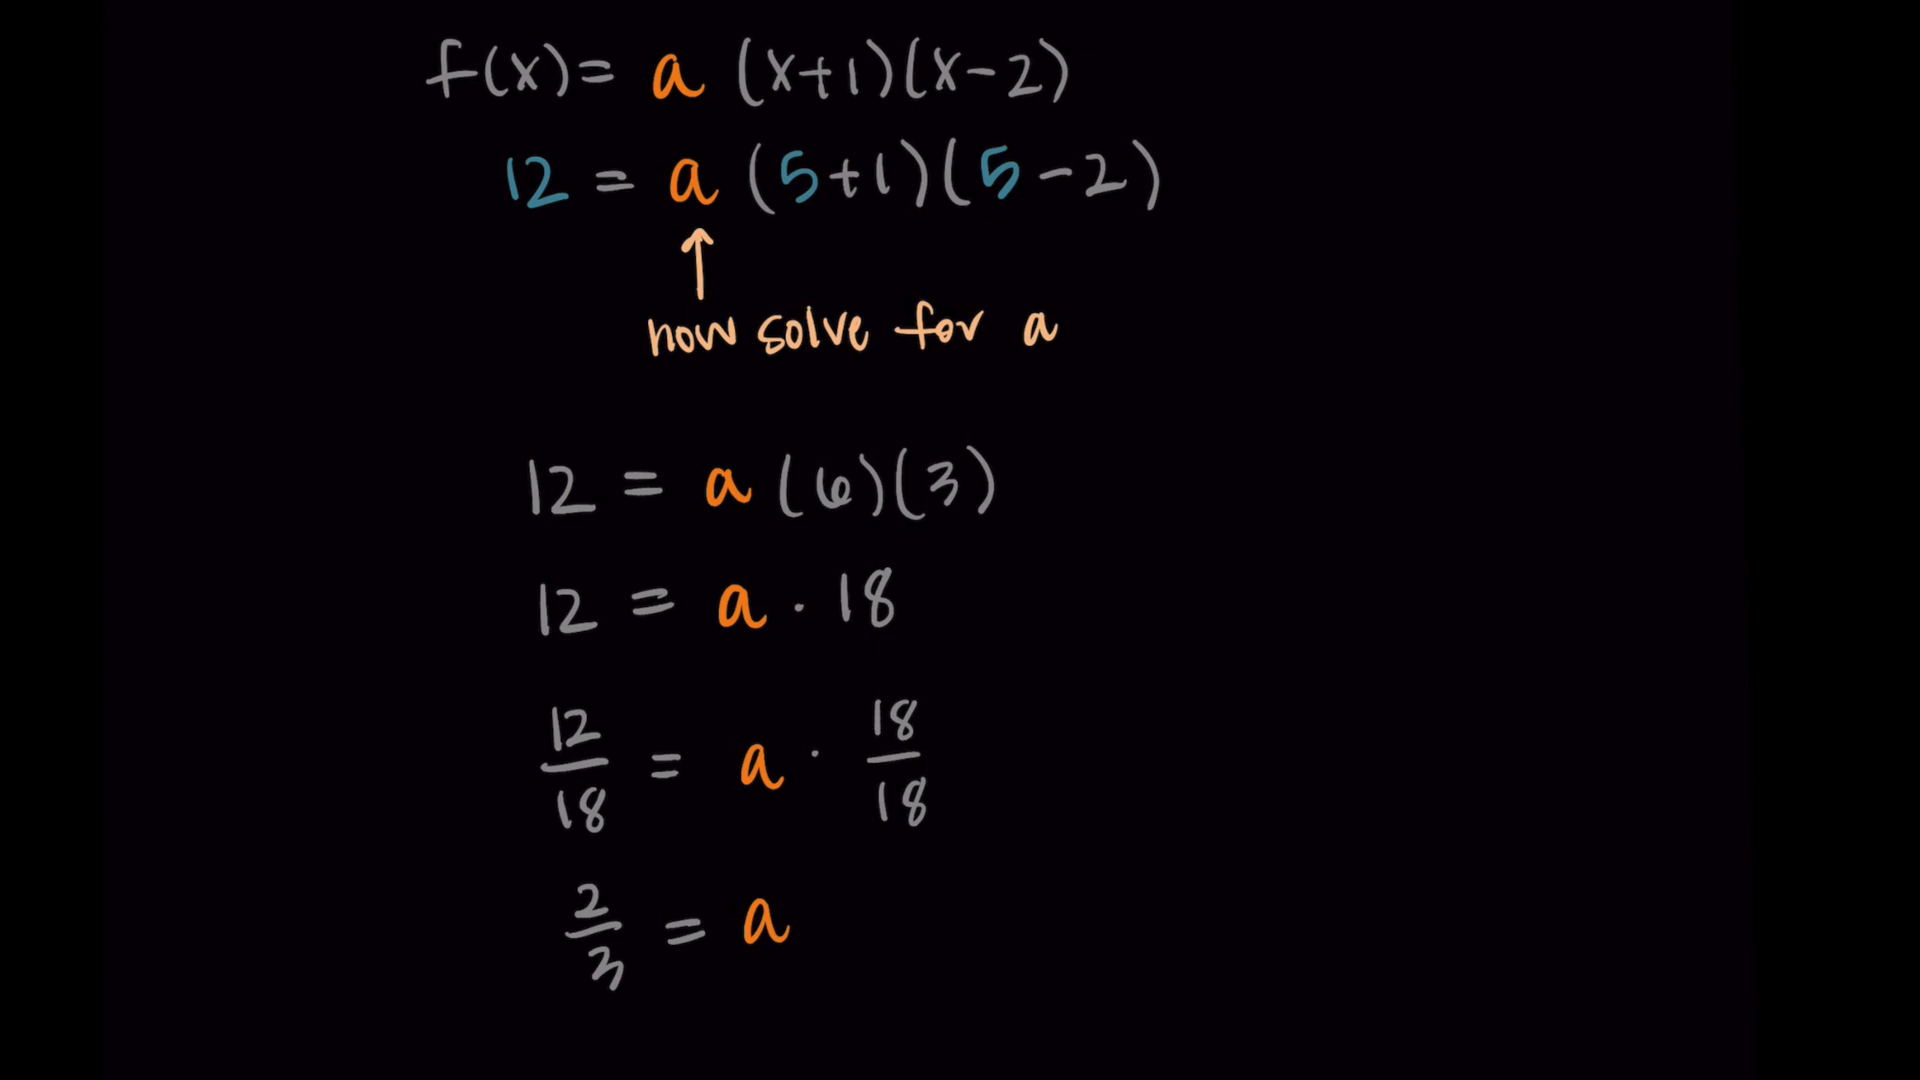 f(x)= a (x+1)(x-2)
12 = a (5+1)(5-2)
↑
now solve for a
12 = a (6)(3)
12 = a · 18
12/18 = a · 18/18
2/3 = a